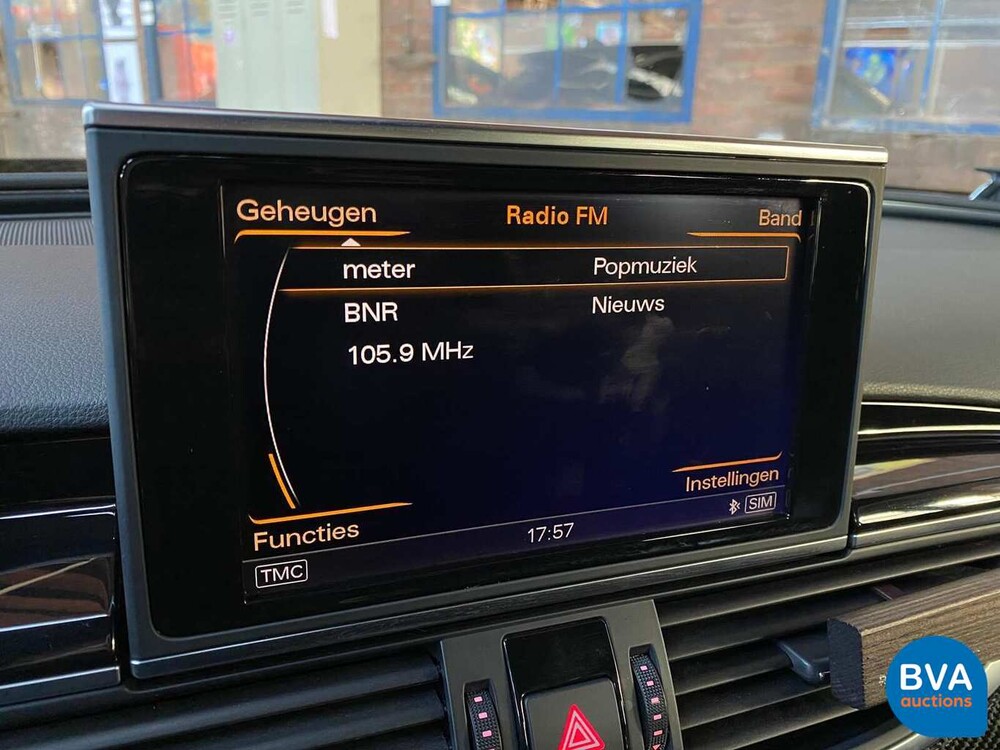 Geheugen Radio FM Band
meter Popmuziek
BNR Nieuws
105.9 MHz
Instellingen
SIM
Functies 17:57
TMC
BVA
auctions